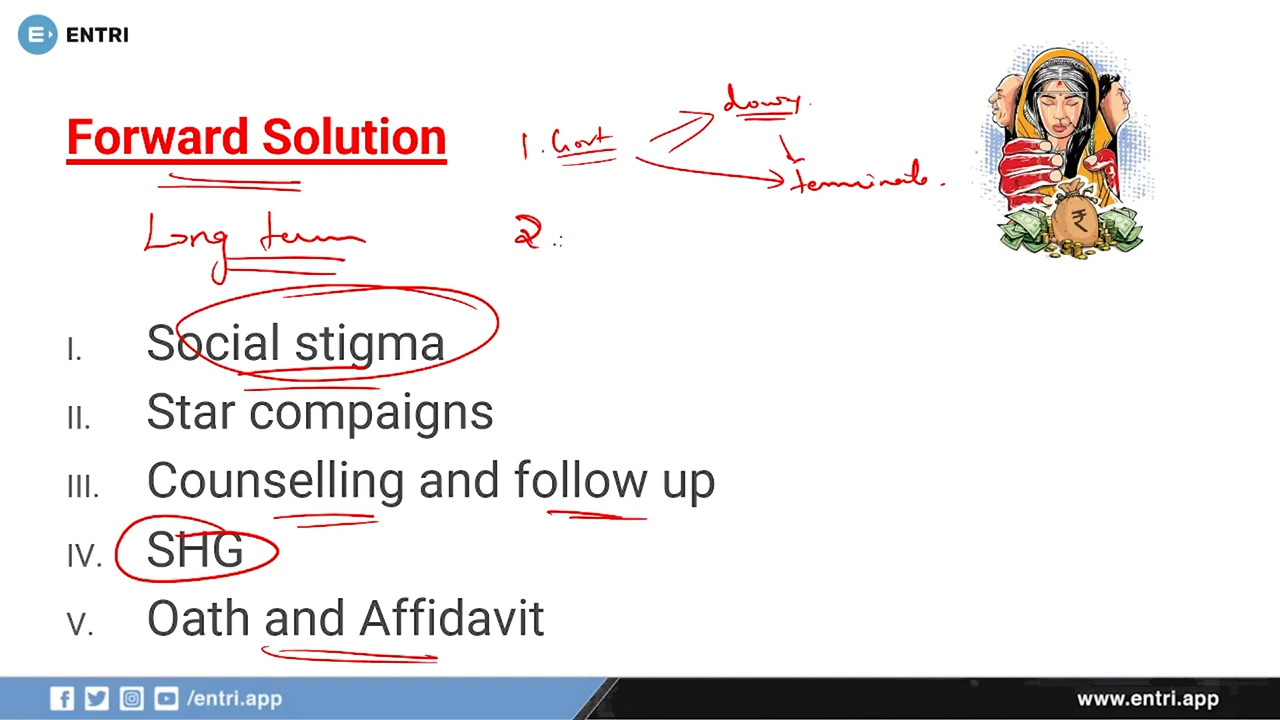 ENTRI
Forward Solution
1. Govt
dowry.
terminate.
Long term
2.
I. Social stigma
II. Star compaigns
III. Counselling and follow up
IV. SHG
V. Oath and Affidavit
₹
/entri.app
www.entri.app